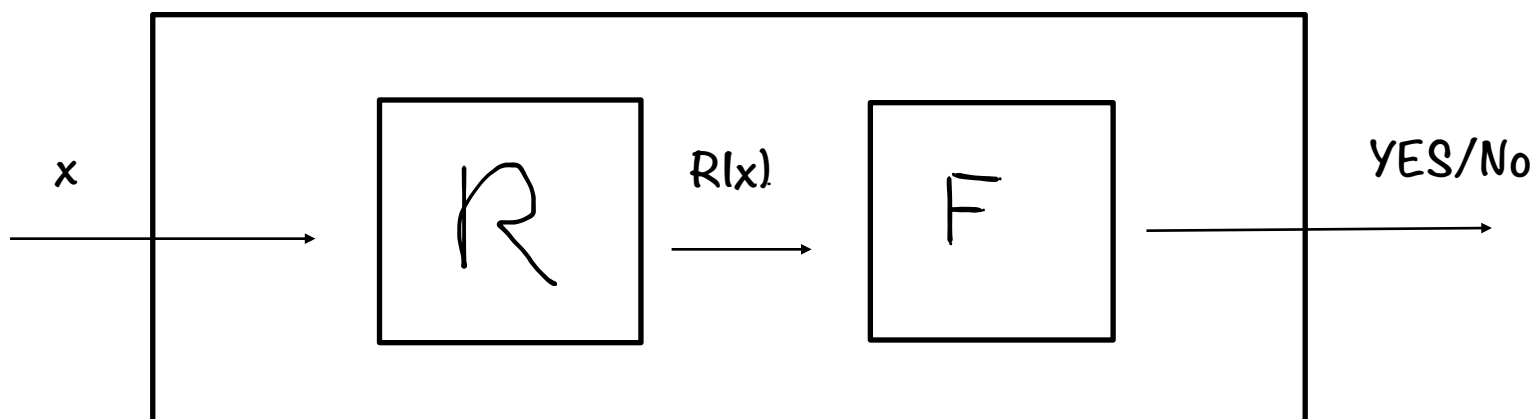 x
R
R(x)
F
YES/No